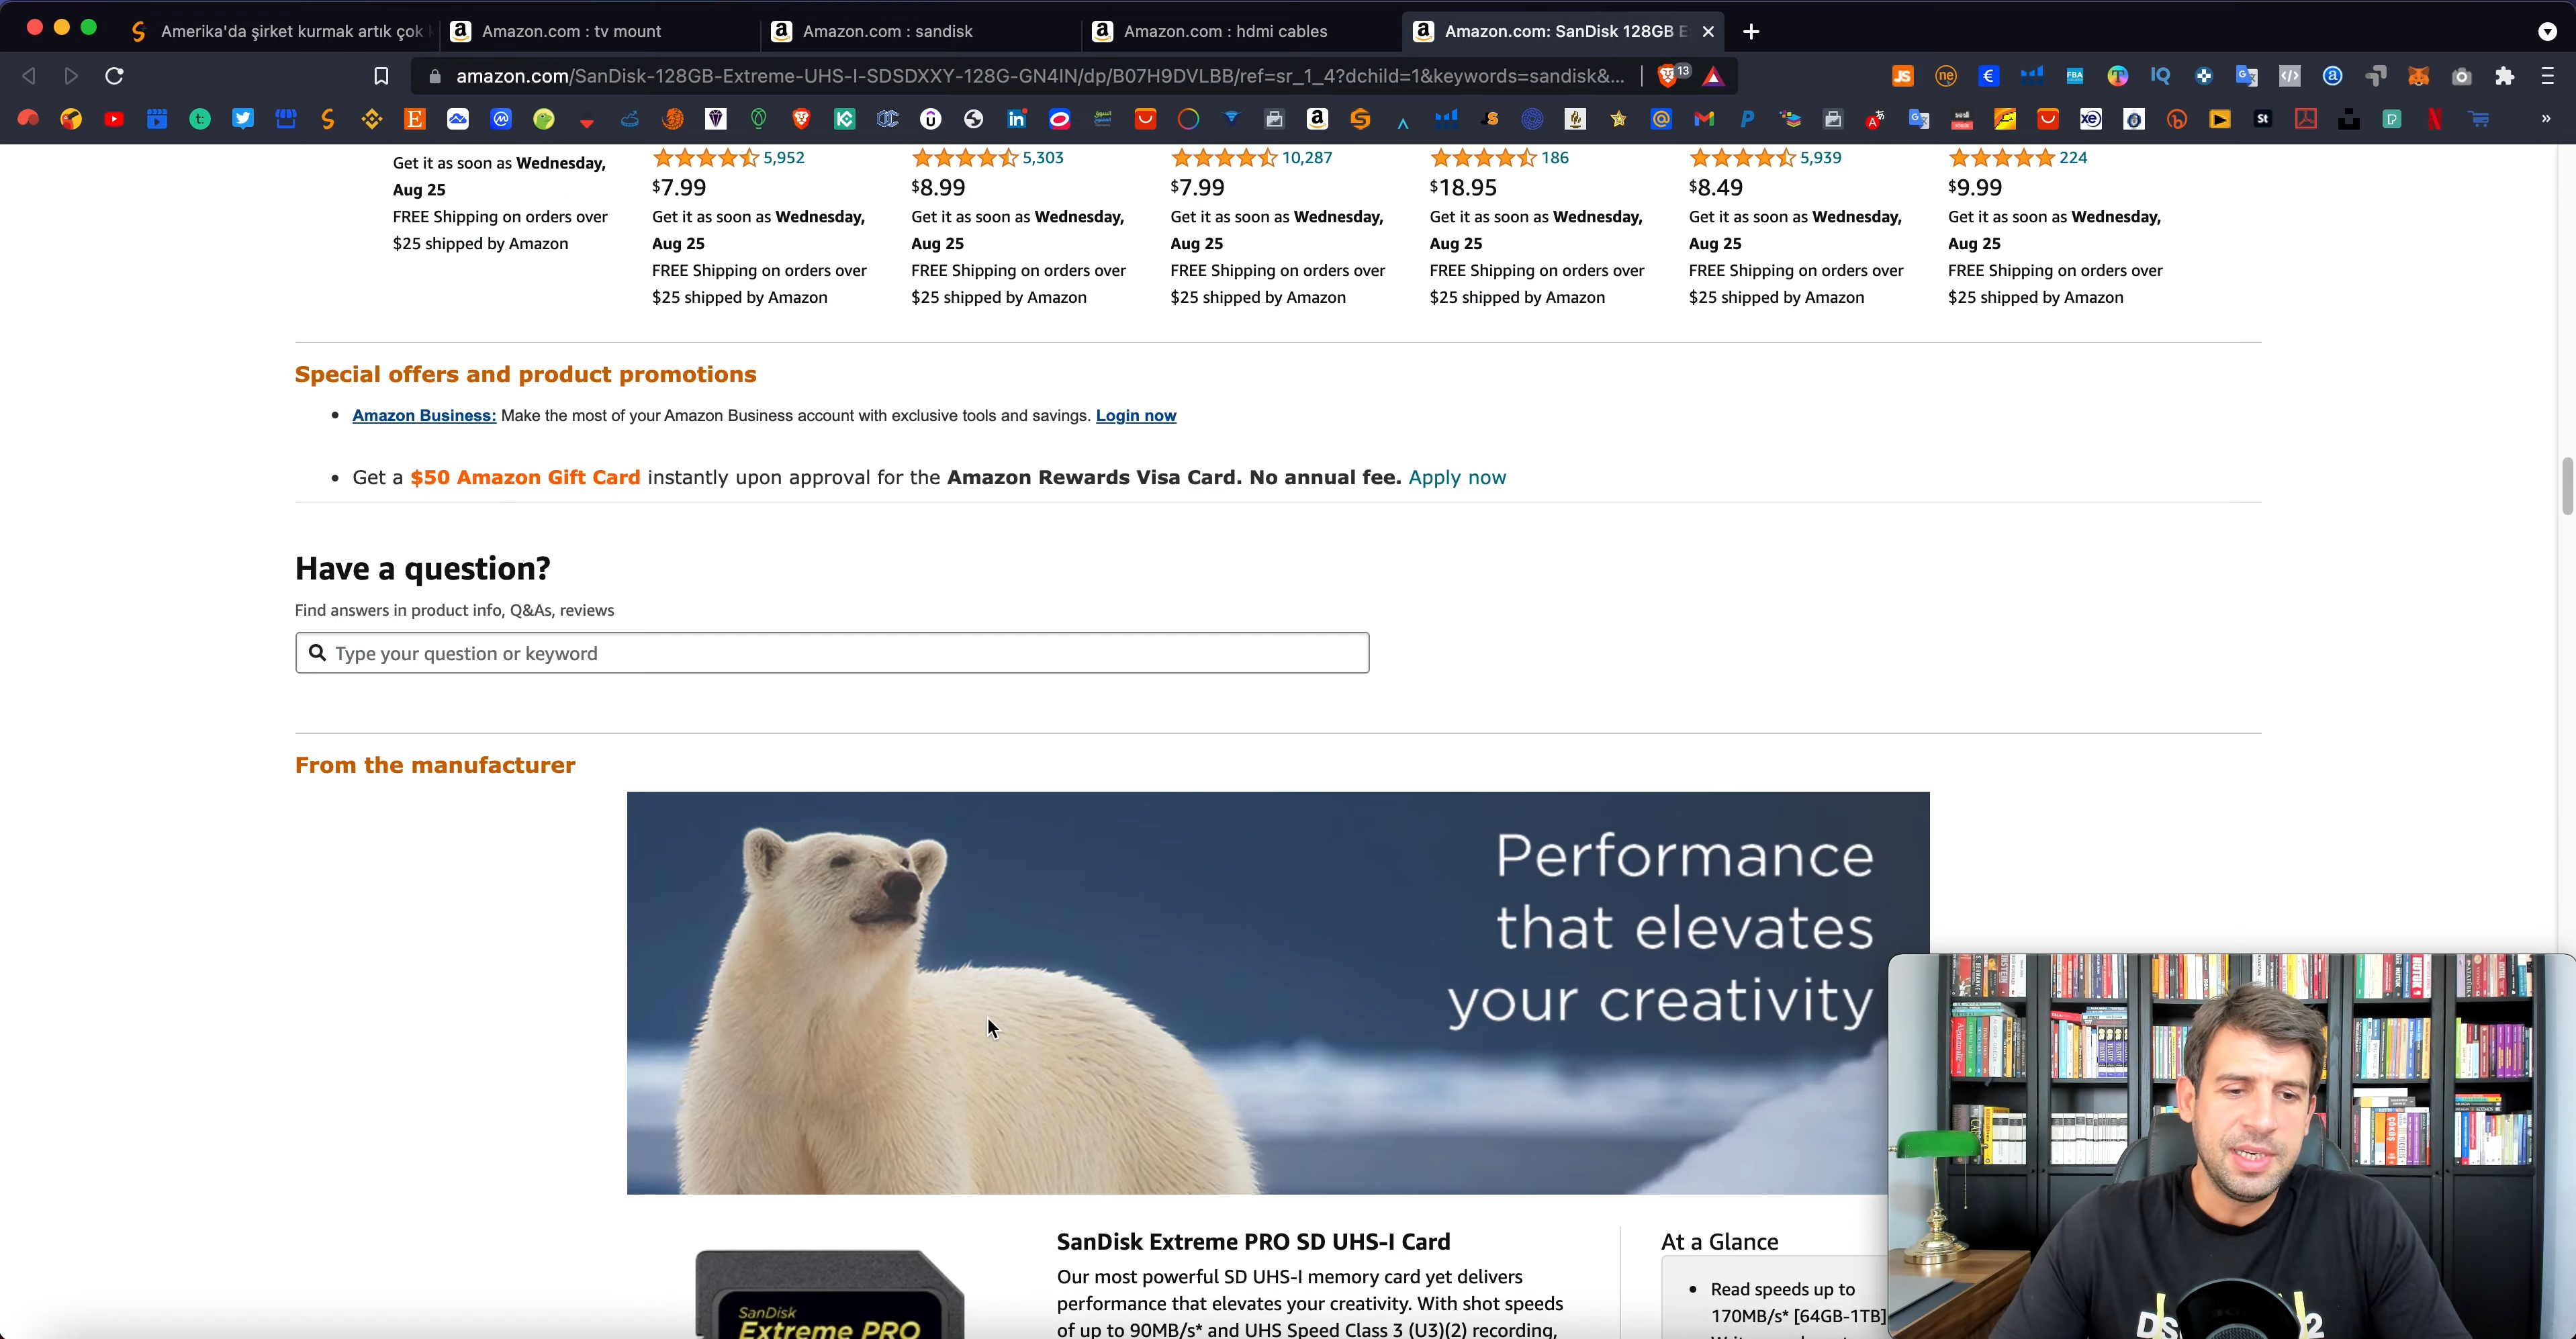 Amerika'da şirket kurmak artık çok
Amazon.com : tv mount
Amazon.com : sandisk
Amazon.com : hdmi cables
Amazon.com: SanDisk 128GB E
amazon.com/SanDisk-128GB-Extreme-UHS-I-SDSDXXY-128G-GN4IN/dp/B07H9DVLBB/ref=sr_1_4?dchild=1&keywords=sandisk&...
13
Get it as soon as Wednesday,
Aug 25
FREE Shipping on orders over
$25 shipped by Amazon
5,952
$7.99
Get it as soon as Wednesday,
Aug 25
FREE Shipping on orders over
$25 shipped by Amazon
5,303
$8.99
Get it as soon as Wednesday,
Aug 25
FREE Shipping on orders over
$25 shipped by Amazon
10,287
$7.99
Get it as soon as Wednesday,
Aug 25
FREE Shipping on orders over
$25 shipped by Amazon
186
$18.95
Get it as soon as Wednesday,
Aug 25
FREE Shipping on orders over
$25 shipped by Amazon
5,939
$8.49
Get it as soon as Wednesday,
Aug 25
FREE Shipping on orders over
$25 shipped by Amazon
224
$9.99
Get it as soon as Wednesday,
Aug 25
FREE Shipping on orders over
$25 shipped by Amazon
Special offers and product promotions
Amazon Business: Make the most of your Amazon Business account with exclusive tools and savings. Login now
Get a $50 Amazon Gift Card instantly upon approval for the Amazon Rewards Visa Card. No annual fee. Apply now
Have a question?
Find answers in product info, Q&As, reviews
Type your question or keyword
From the manufacturer
Performance
that elevates
your creativity
SanDisk
Extreme PRO
SanDisk Extreme PRO SD UHS-I Card
Our most powerful SD UHS-I memory card yet delivers
performance that elevates your creativity. With shot speeds
of up to 90MB/s* and UHS Speed Class 3 (U3)(2) recording,
At a Glance
Read speeds up to
170MB/s* [64GB-1TB]